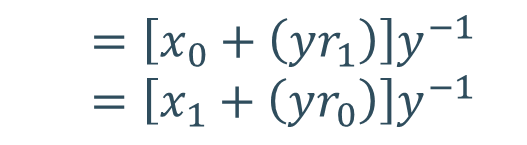 = [x₀ + (yr₁)]y⁻¹
= [x₁ + (yr₀)]y⁻¹